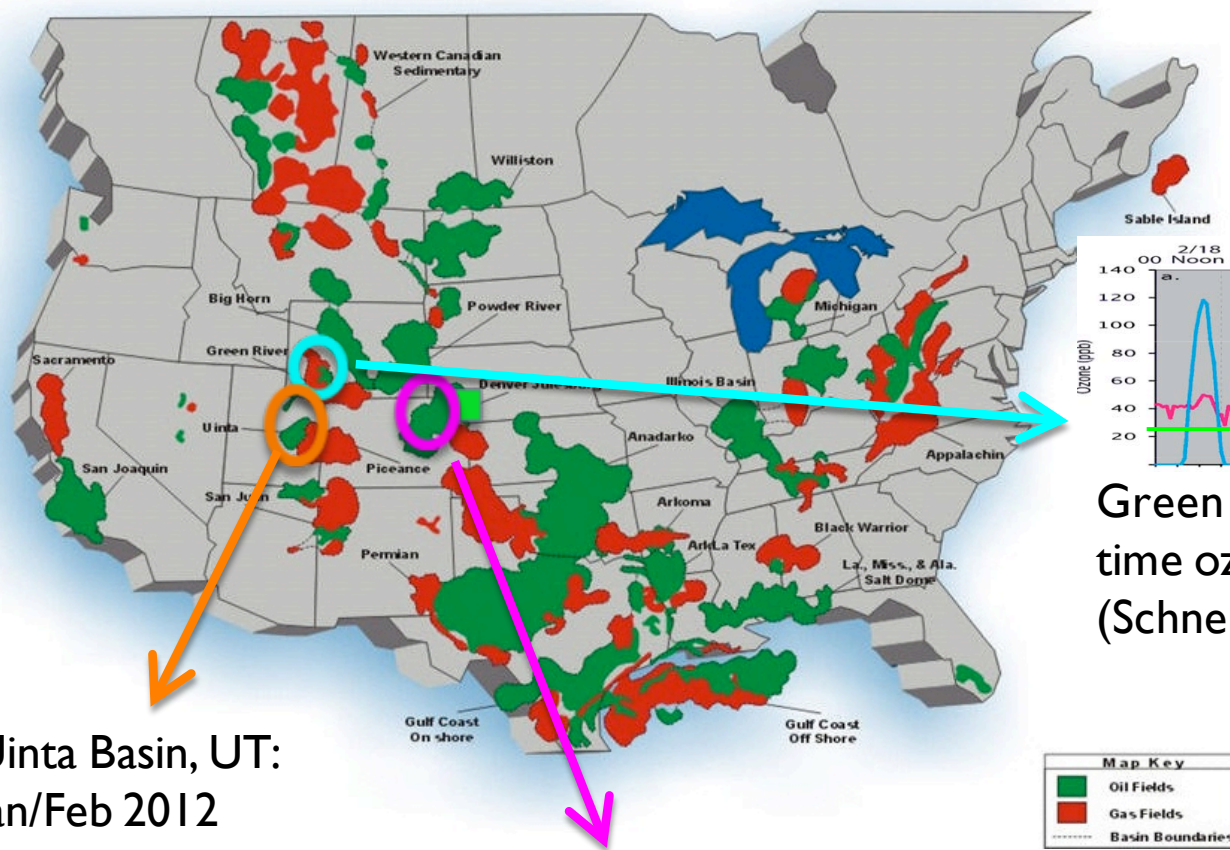 Western Canadian
Sedimentary
Williston
Sable Island
2/18
00 Noon
140
a.
120
100
80
60
40
20
Ozone (ppb)
Big Horn
Powder River
Michigan
Green River
Sacramento
Denver
Illinois Basin
Uinta
Anadarko
Appalachin
San Joaquin
Piceance
San Juan
Arkoma
Black Warrior
Permian
ArkLa Tex
La., Miss., & Ala.
Salt Dome
Green
time oz
(Schne
Gulf Coast
On shore
Gulf Coast
Off Shore
Uinta Basin, UT:
an/Feb 2012
Map Key
Oil Fields
Gas Fields
Basin Boundaries